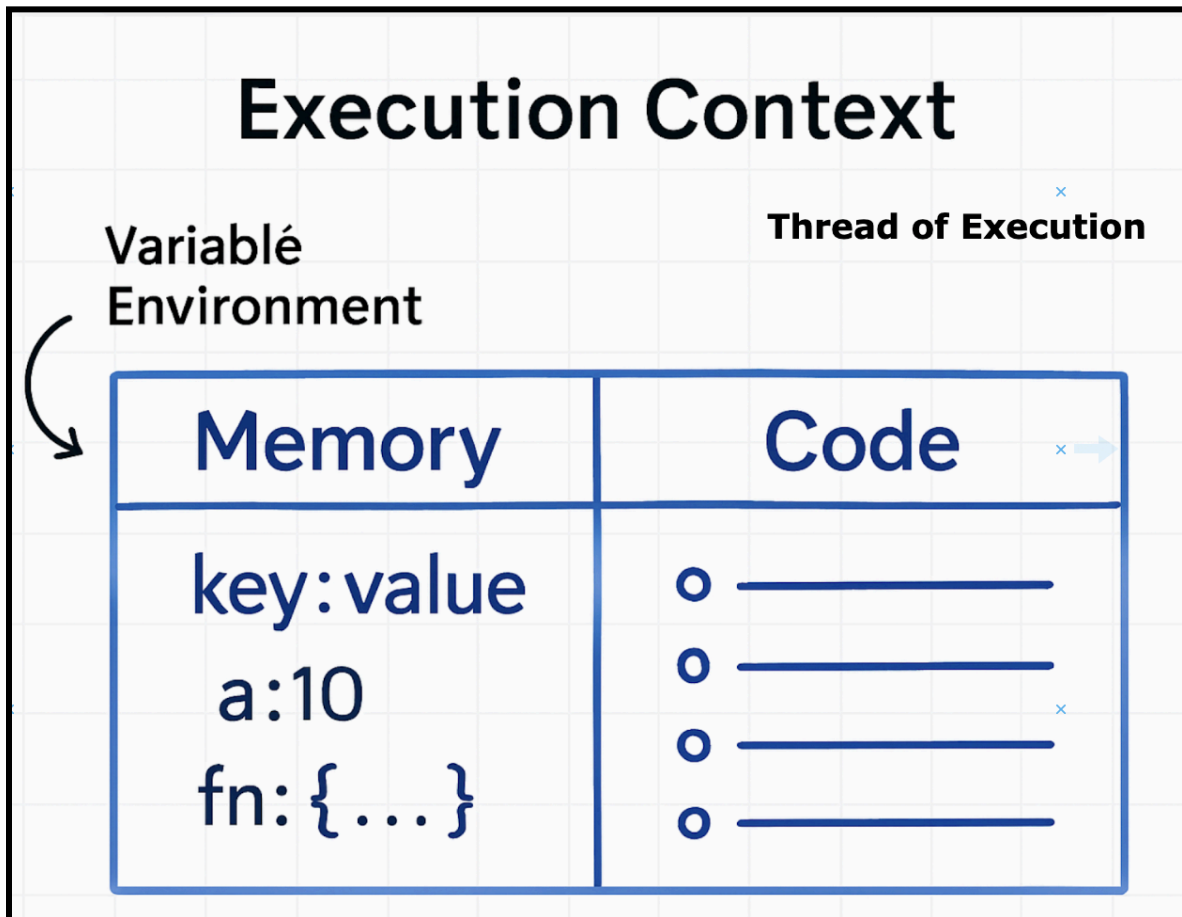 Execution Context
Thread of Execution
Variablé
Environment
Memory
Code
key:value
a:10
fn:{...}